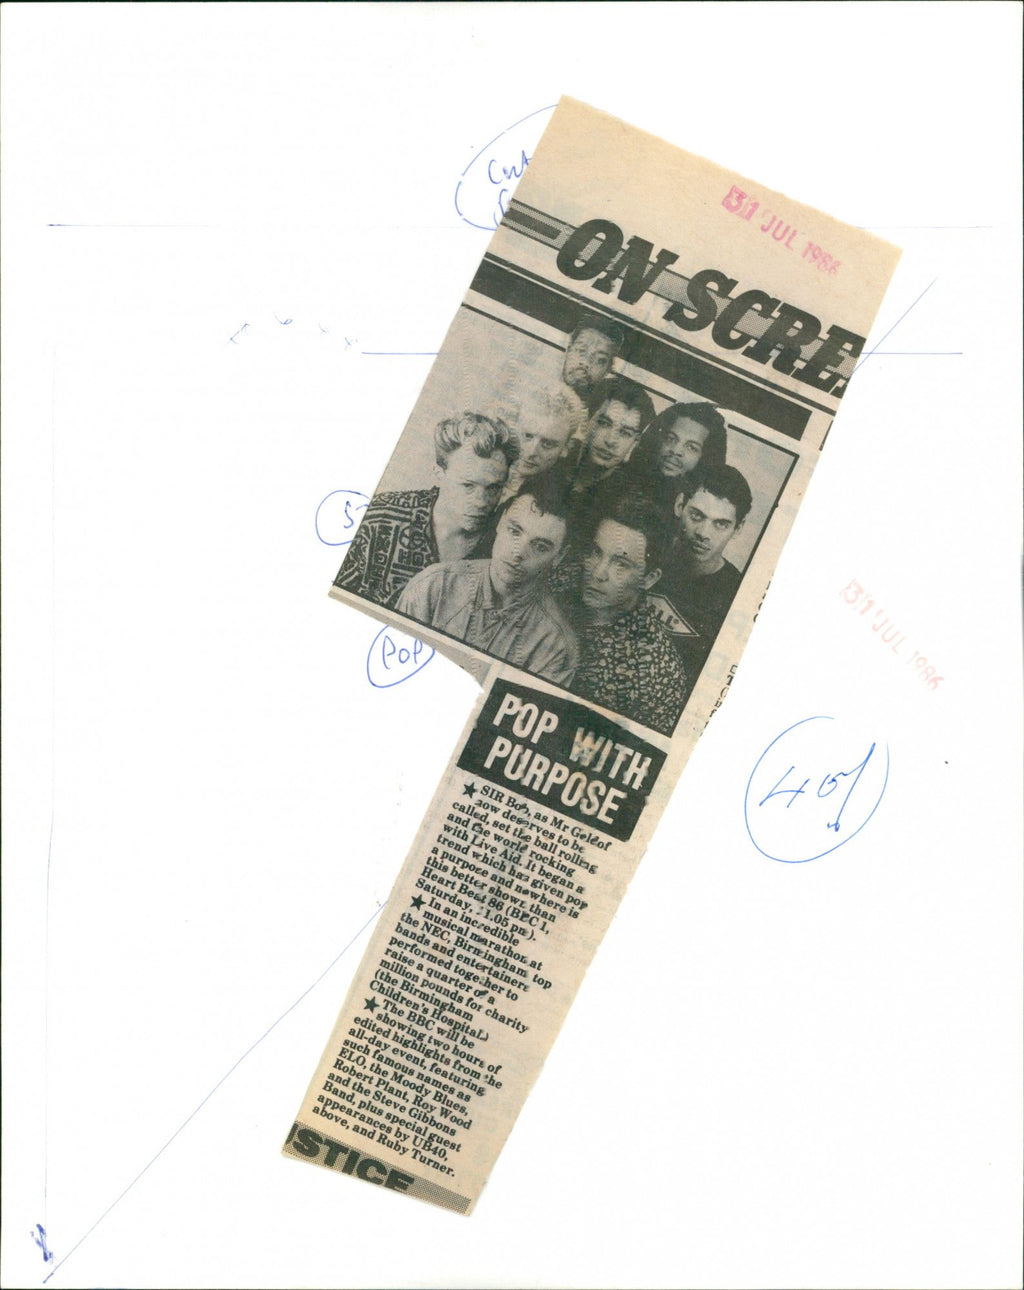 31 JUL 1986
ON SCREE
POP WITH
PURPOSE
★ SIR Bob, as Mr Geldof
now deserves to be
called, set the ball rolling
and the world rocking
with Live Aid. It began a
trend which has given pop
a purpose and nowhere is
this better shown than
Heart Beat 86 (BBC 1,
Saturday, 11.05 pm).
★ In an incredible
musical marathon at
the NEC, Birmingham, top
bands and entertainers
performed together to
raise a quarter of a
million pounds for charity
(the Birmingham
Children's Hospital.)
★ The BBC will be
showing two hours of
edited highlights from the
all-day event, featuring
such famous names as
ELO, the Moody Blues,
Robert Plant, Roy Wood
and the Steve Gibbons
Band, plus special guest
appearances by UB40,
above, and Ruby Turner.
STICE
POP
31 JUL 1986